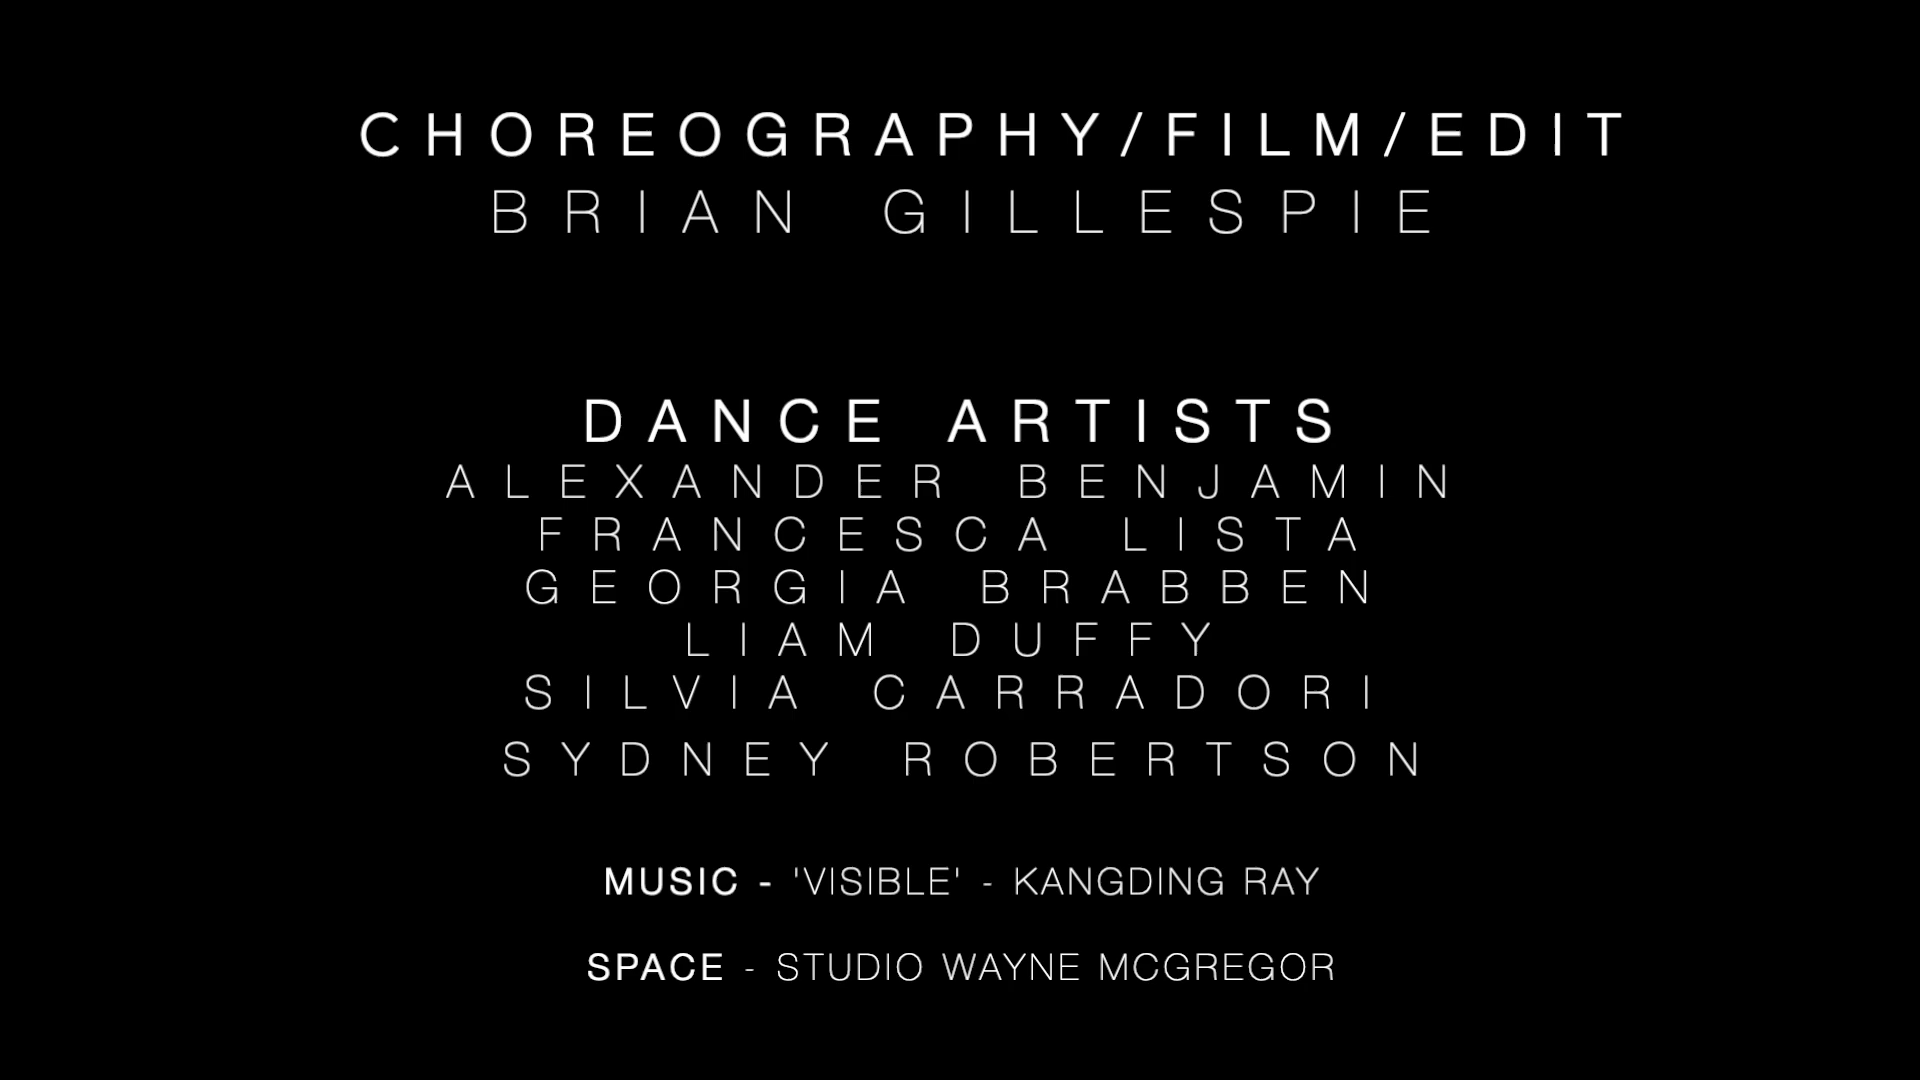 CHOREOGRAPHY/FILM/EDIT
BRIAN GILLESPIE
DANCE ARTISTS
ALEXANDER BENJAMIN
FRANCESCA LISTA
GEORGIA BRABBEN
LIAM DUFFY
SILVIA CARRADORI
SYDNEY ROBERTSON
MUSIC - 'VISIBLE' - KANGDING RAY
SPACE - STUDIO WAYNE MCGREGOR